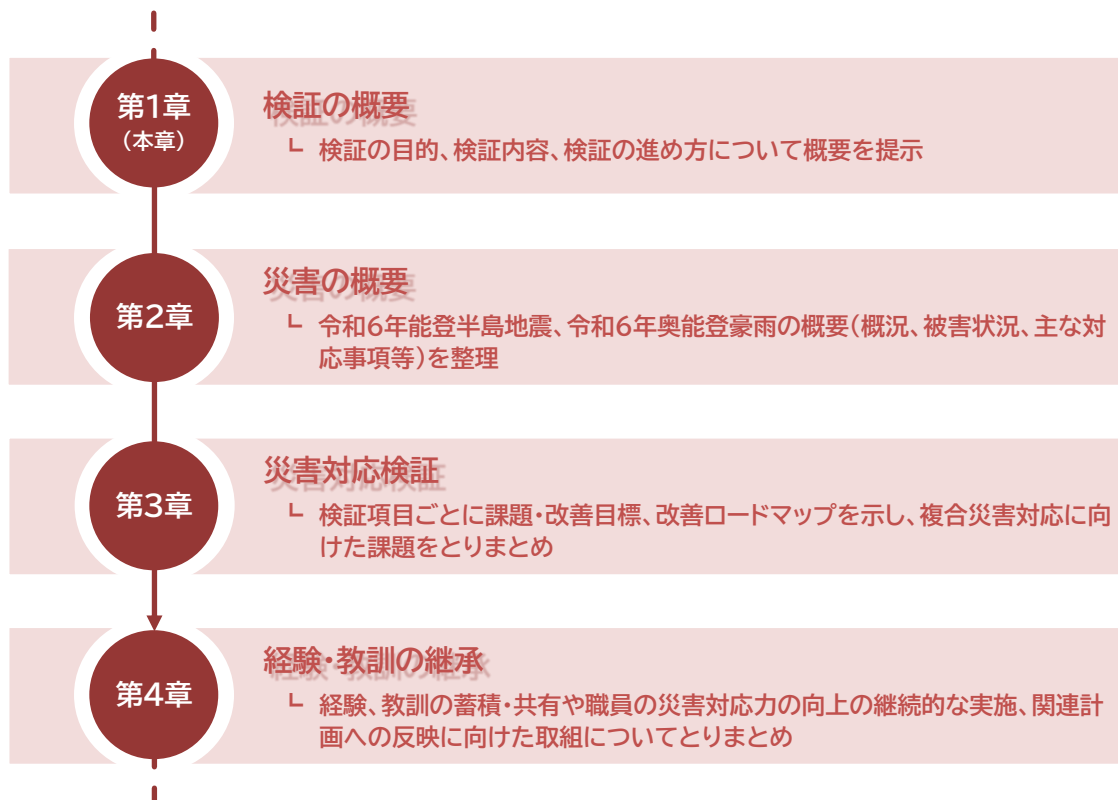 第1章
(本章)
検証の概要
┗ 検証の目的、検証内容、検証の進め方について概要を提示
第2章
災害の概要
┗ 令和6年能登半島地震、令和6年奥能登豪雨の概要(概況、被害状況、主な対
応事項等)を整理
第3章
災害対応検証
┗ 検証項目ごとに課題・改善目標、改善ロードマップを示し、複合災害対応に向
けた課題をとりまとめ
第4章
経験・教訓の継承
┗ 経験、教訓の蓄積・共有や職員の災害対応力の向上の継続的な実施、関連計
画への反映に向けた取組についてとりまとめ